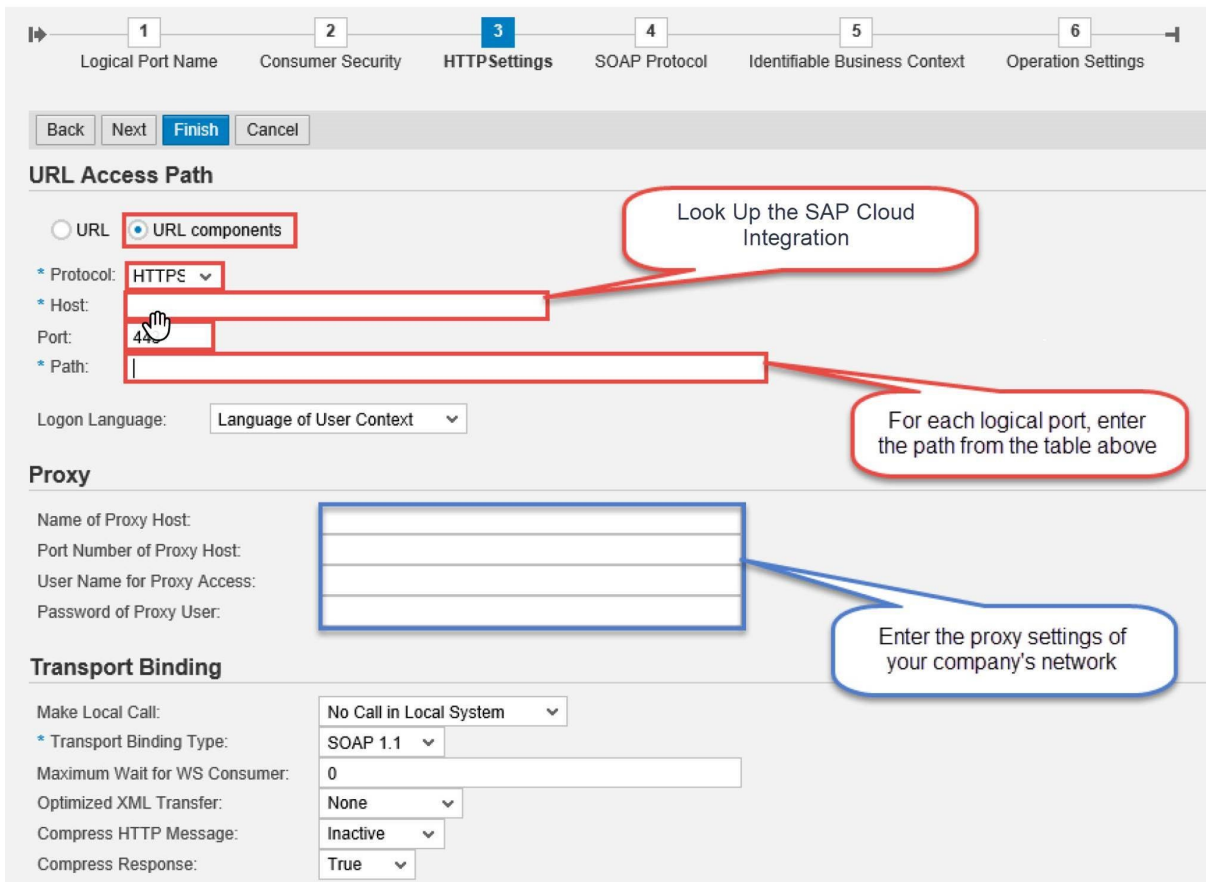 1 2 3 4 5 6
Logical Port Name Consumer Security HTTPSettings SOAP Protocol Identifiable Business Context Operation Settings
Back Next Finish Cancel
URL Access Path
URL URL components
Look Up the SAP Cloud
Integration
* Protocol: HTTPS
* Host:
Port:
* Path:
Logon Language: Language of User Context
For each logical port, enter
the path from the table above
Proxy
Name of Proxy Host:
Port Number of Proxy Host:
User Name for Proxy Access:
Password of Proxy User:
Enter the proxy settings of
your company's network
Transport Binding
Make Local Call: No Call in Local System
* Transport Binding Type: SOAP 1.1
Maximum Wait for WS Consumer: 0
Optimized XML Transfer: None
Compress HTTP Message: Inactive
Compress Response: True